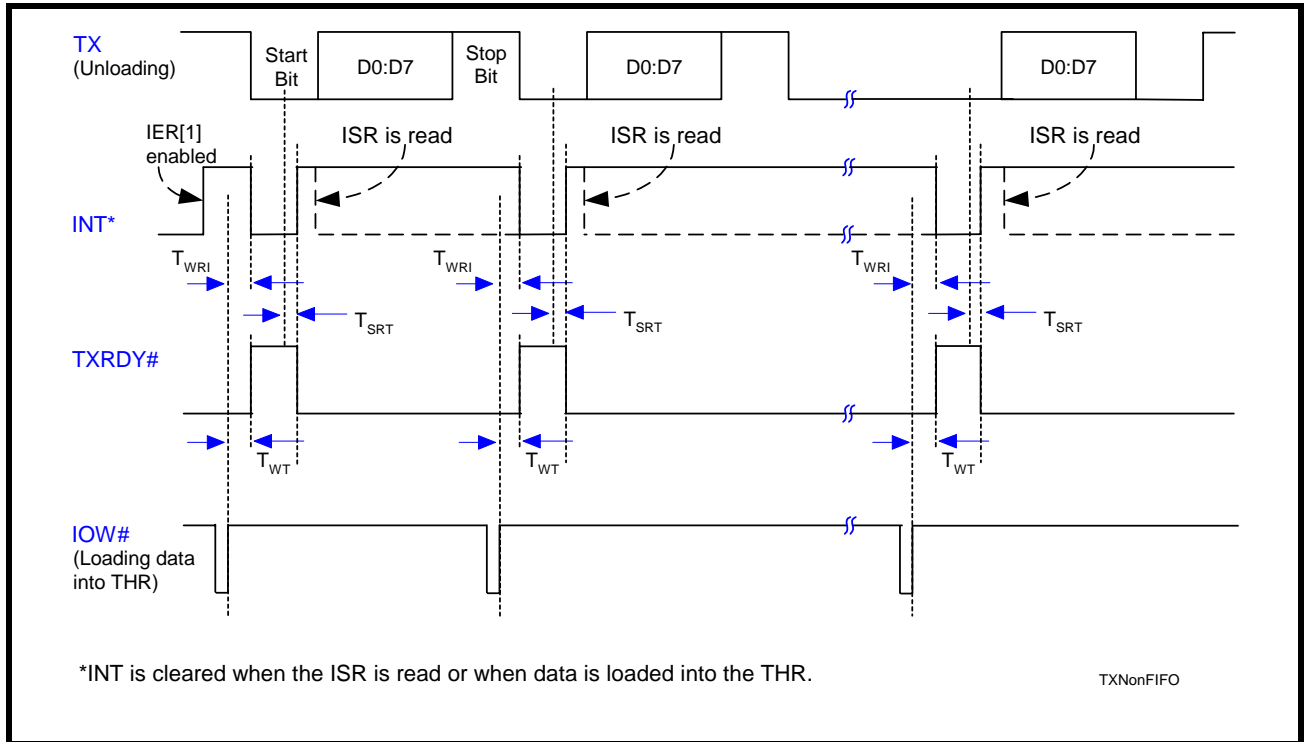 TX
(Unloading)
Start
Bit
D0:D7
Stop
Bit
D0:D7
D0:D7
IER[1]
enabled
ISR is read
ISR is read
ISR is read
INT*
TWRI
TWRI
TWRI
TSRT
TSRT
TSRT
TXRDY#
TWT
TWT
TWT
IOW#
(Loading data
into THR)
*INT is cleared when the ISR is read or when data is loaded into the THR.
TXNonFIFO